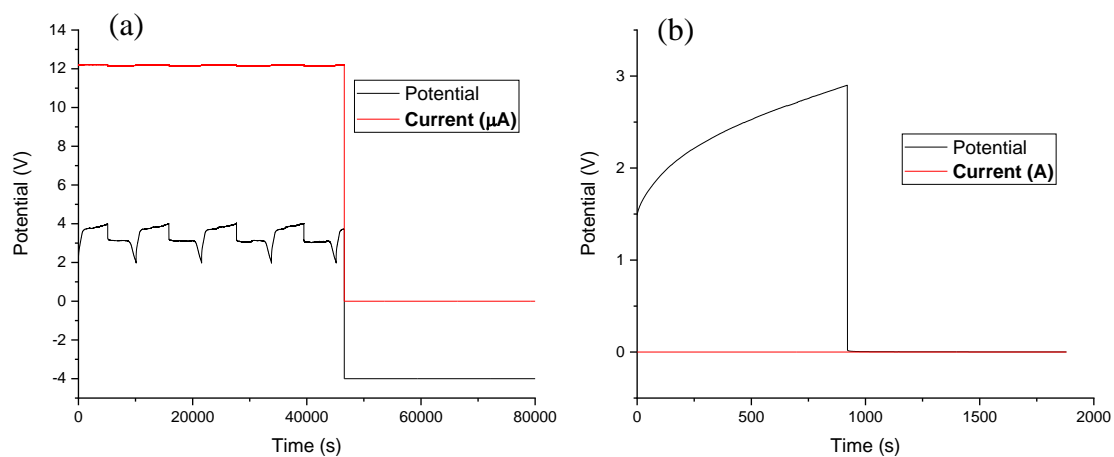 (a)
Potential (V)
14
12
10
8
6
4
2
0
-2
-4
Potential
Current (μA)
0
20000
40000
60000
80000
Time (s)
(b)
Potential (V)
3
2
1
0
Potential
Current (A)
0
500
1000
1500
2000
Time (s)